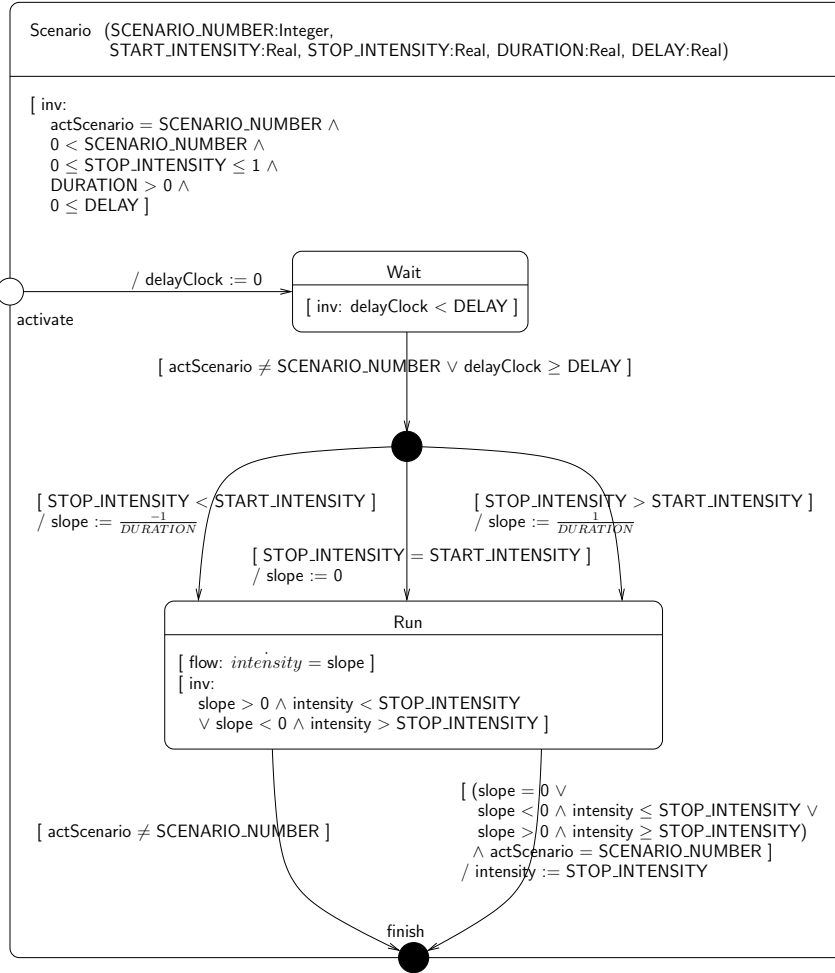 Scenario (SCENARIO_NUMBER:Integer,
START_INTENSITY:Real, STOP_INTENSITY:Real, DURATION:Real, DELAY:Real)
[ inv:
actScenario = SCENARIO_NUMBER ∧
0 < SCENARIO_NUMBER ∧
0 ≤ STOP_INTENSITY ≤ 1 ∧
DURATION > 0 ∧
0 ≤ DELAY ]
/ delayClock := 0
activate
Wait
[ inv: delayClock < DELAY ]
[ actScenario ≠ SCENARIO_NUMBER ∨ delayClock ≥ DELAY ]
[ STOP_INTENSITY < START_INTENSITY ]
/ slope := -1/DURATION
[ STOP_INTENSITY > START_INTENSITY ]
/ slope := 1/DURATION
[ STOP_INTENSITY = START_INTENSITY ]
/ slope := 0
Run
[ flow: intenṡity = slope ]
[ inv:
slope > 0 ∧ intensity < STOP_INTENSITY
∨ slope < 0 ∧ intensity > STOP_INTENSITY ]
[ actScenario ≠ SCENARIO_NUMBER ]
[ (slope = 0 ∨
slope < 0 ∧ intensity ≤ STOP_INTENSITY ∨
slope > 0 ∧ intensity ≥ STOP_INTENSITY)
∧ actScenario = SCENARIO_NUMBER ]
/ intensity := STOP_INTENSITY
finish